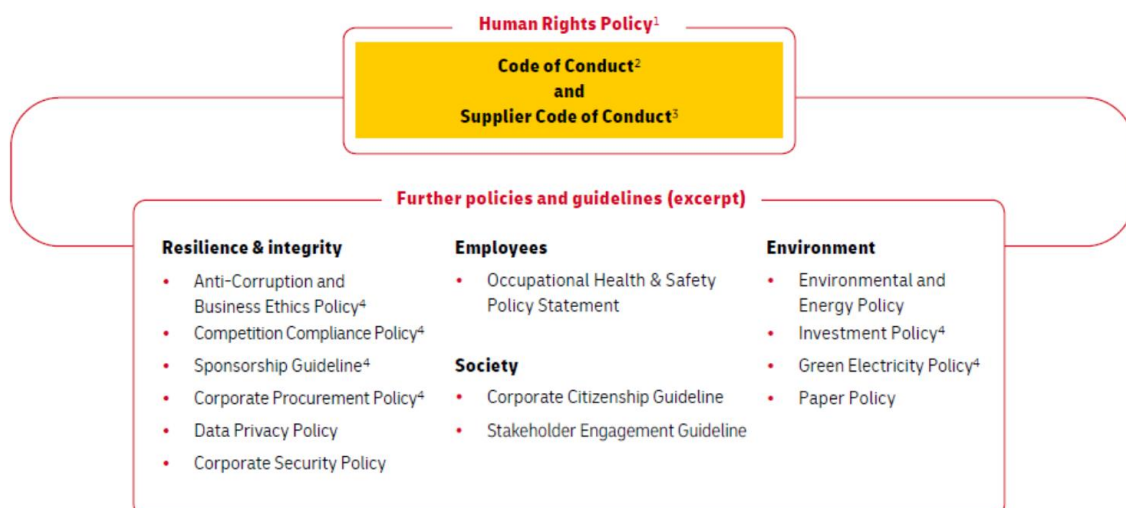 Human Rights Policy¹
Code of Conduct²
and
Supplier Code of Conduct³
Further policies and guidelines (excerpt)
Resilience & integrity
• Anti-Corruption and
Business Ethics Policy⁴
• Competition Compliance Policy⁴
• Sponsorship Guideline⁴
• Corporate Procurement Policy⁴
• Data Privacy Policy
• Corporate Security Policy
Employees
• Occupational Health & Safety
Policy Statement
Society
• Corporate Citizenship Guideline
• Stakeholder Engagement Guideline
Environment
• Environmental and
Energy Policy
• Investment Policy⁴
• Green Electricity Policy⁴
• Paper Policy